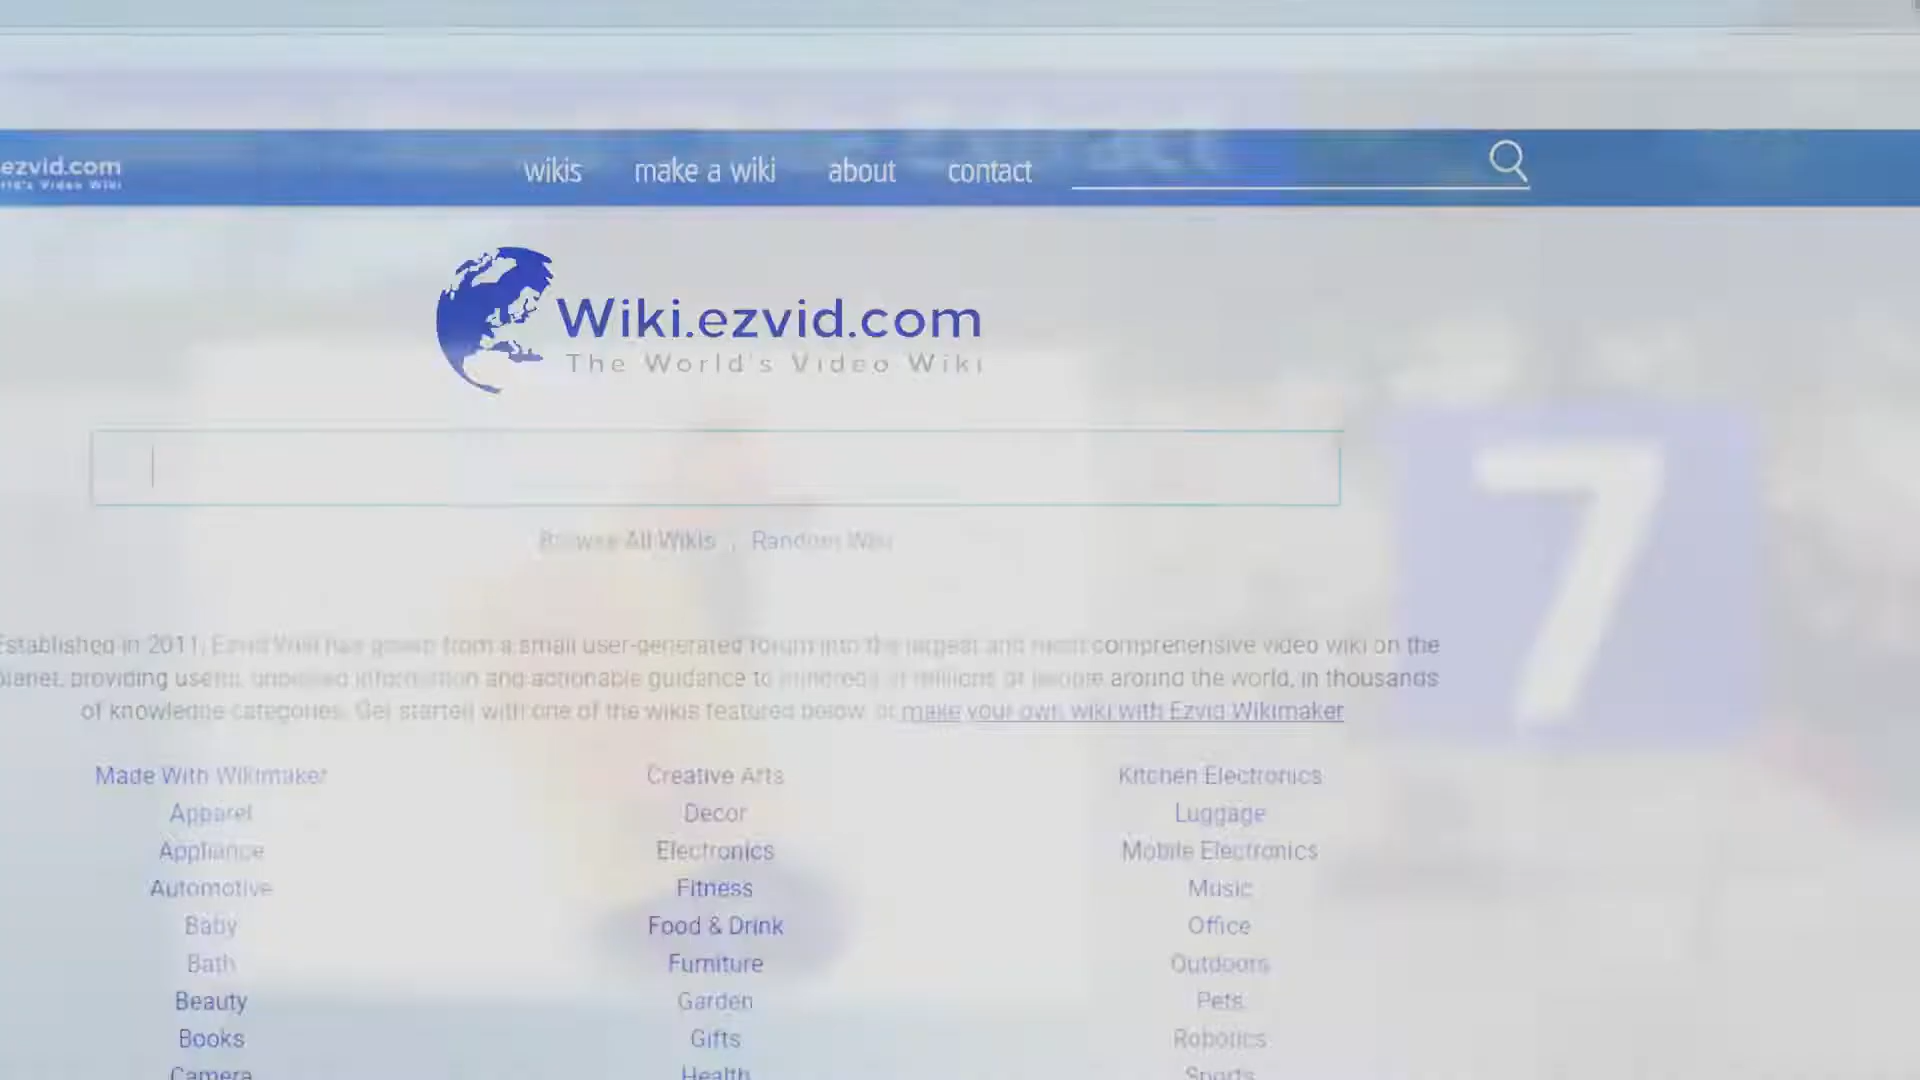 Extract
ezvid.com
wikis make a wiki about contact
Wiki.ezvid.com
The World's Video Wiki
Browse All Wikis Random Wiki
7
Established in 2011, Ezvid Wiki has grown from a small user-generated forum into the largest and most comprehensive video wiki on the
planet, providing useful, unbiased information and actionable guidance to hundreds of millions of people around the world, in thousands
of knowledge categories. Get started with one of the wikis featured below, or make your own wiki with Ezvid Wikimaker
Made With Wikimaker Creative Arts Kitchen Electronics
Apparel Decor Luggage
Appliance Electronics Mobile Electronics
Automotive Fitness Music
Baby Food & Drink Office
Bath Furniture Outdoors
Beauty Garden Pets
Books Gifts Robotics
Camera Health Sports